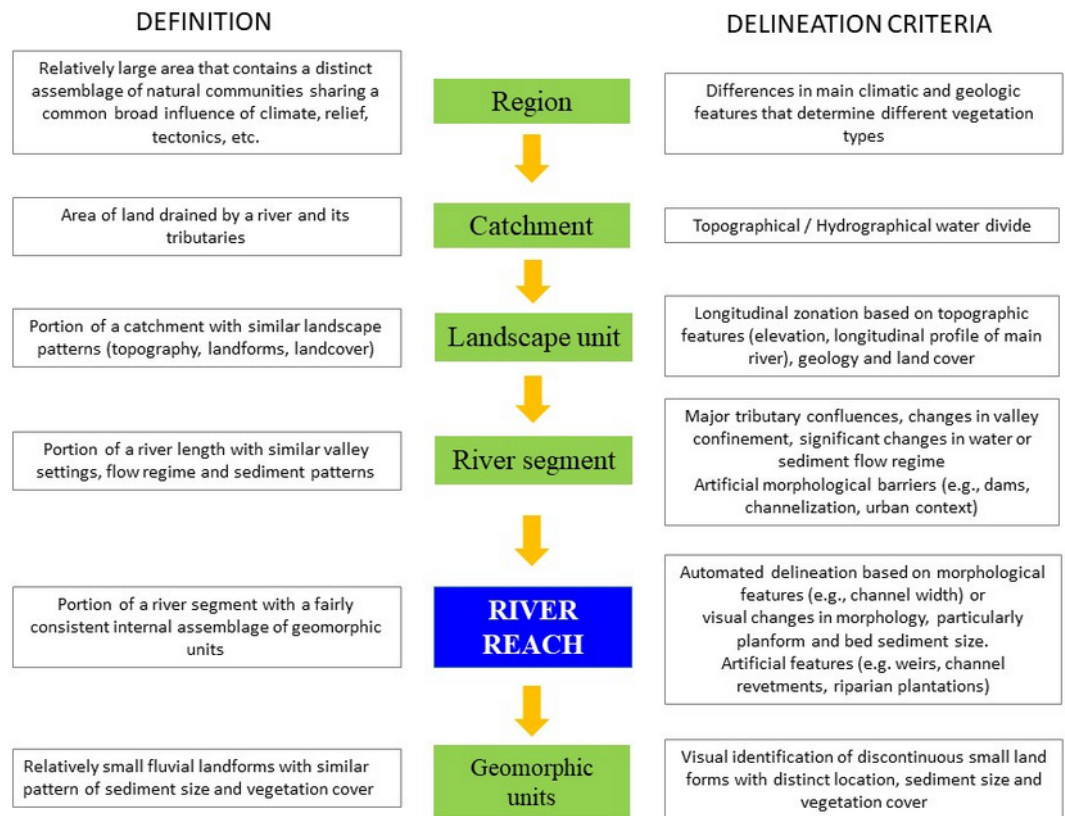 DEFINITION
DELINEATION CRITERIA
Relatively large area that contains a distinct
assemblage of natural communities sharing a
common broad influence of climate, relief,
tectonics, etc.
Region
Differences in main climatic and geologic
features that determine different vegetation
types
Area of land drained by a river and its
tributaries
Catchment
Topographical / Hydrographical water divide
Portion of a catchment with similar landscape
patterns (topography, landforms, landcover)
Landscape unit
Longitudinal zonation based on topographic
features (elevation, longitudinal profile of main
river), geology and land cover
Portion of a river length with similar valley
settings, flow regime and sediment patterns
River segment
Major tributary confluences, changes in valley
confinement, significant changes in water or
sediment flow regime
Artificial morphological barriers (e.g., dams,
channelization, urban context)
Portion of a river segment with a fairly
consistent internal assemblage of geomorphic
units
RIVER
REACH
Automated delineation based on morphological
features (e.g., channel width) or
visual changes in morphology, particularly
planform and bed sediment size.
Artificial features (e.g. weirs, channel
revetments, riparian plantations)
Relatively small fluvial landforms with similar
pattern of sediment size and vegetation cover
Geomorphic
units
Visual identification of discontinuous small land
forms with distinct location, sediment size and
vegetation cover